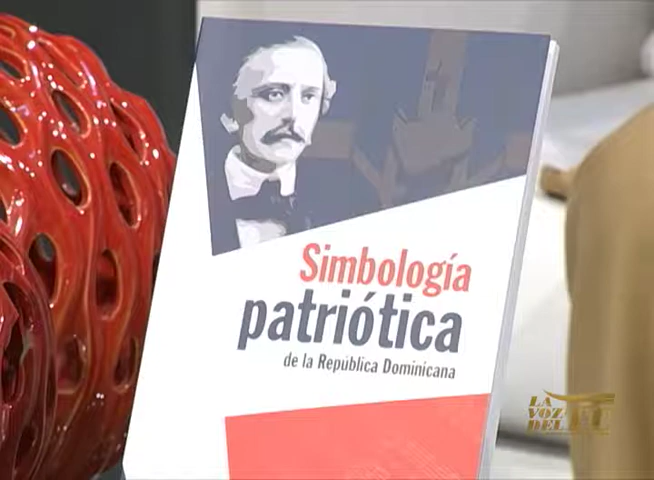 Simbología
patriótica
de la República Dominicana
LA
VOZ
DEL